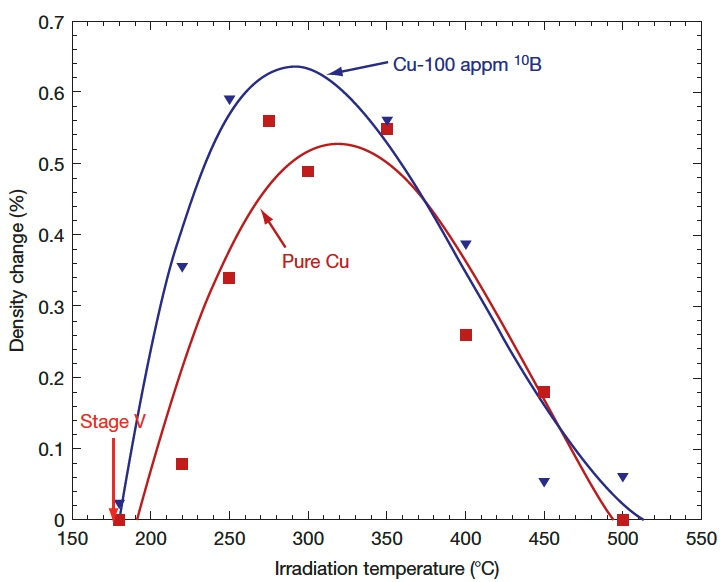 0.7
0.6
0.5
0.4
0.3
0.2
0.1
0
Density change (%)
Cu-100 appm ¹⁰B
Pure Cu
Stage V
150 200 250 300 350 400 450 500 550
Irradiation temperature (°C)